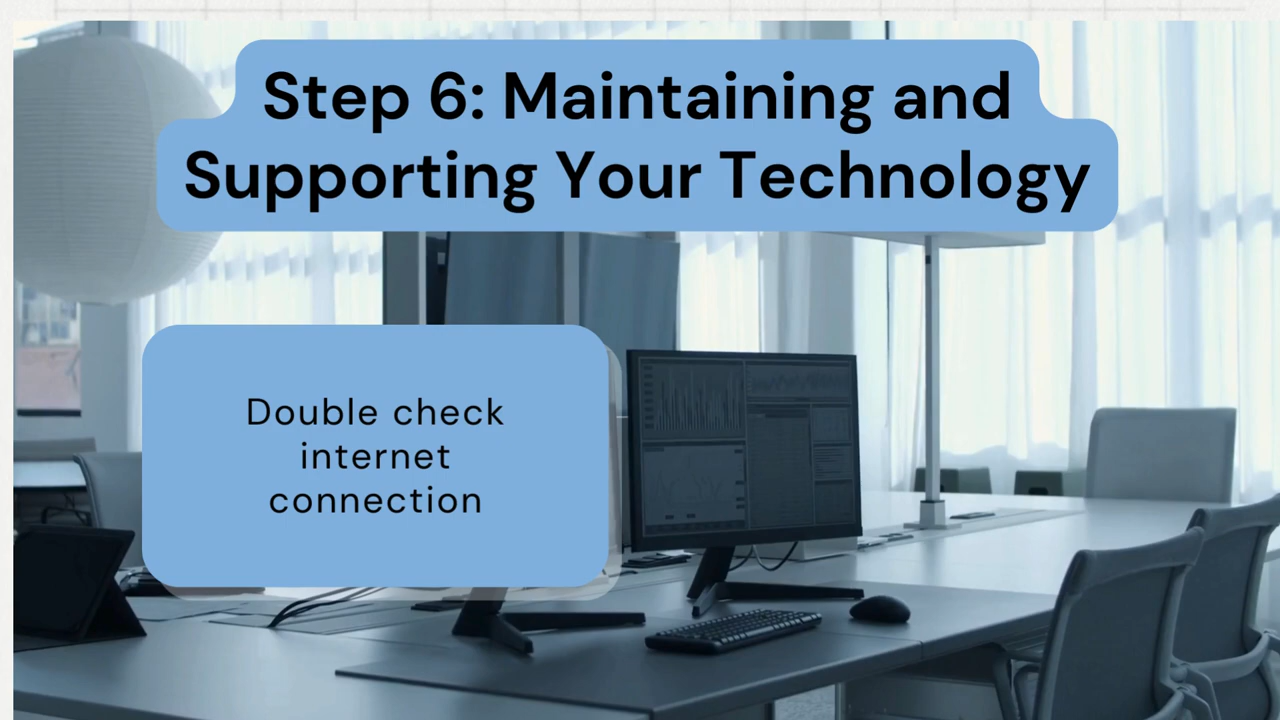 Step 6: Maintaining and
Supporting Your Technology
Double check
internet
connection